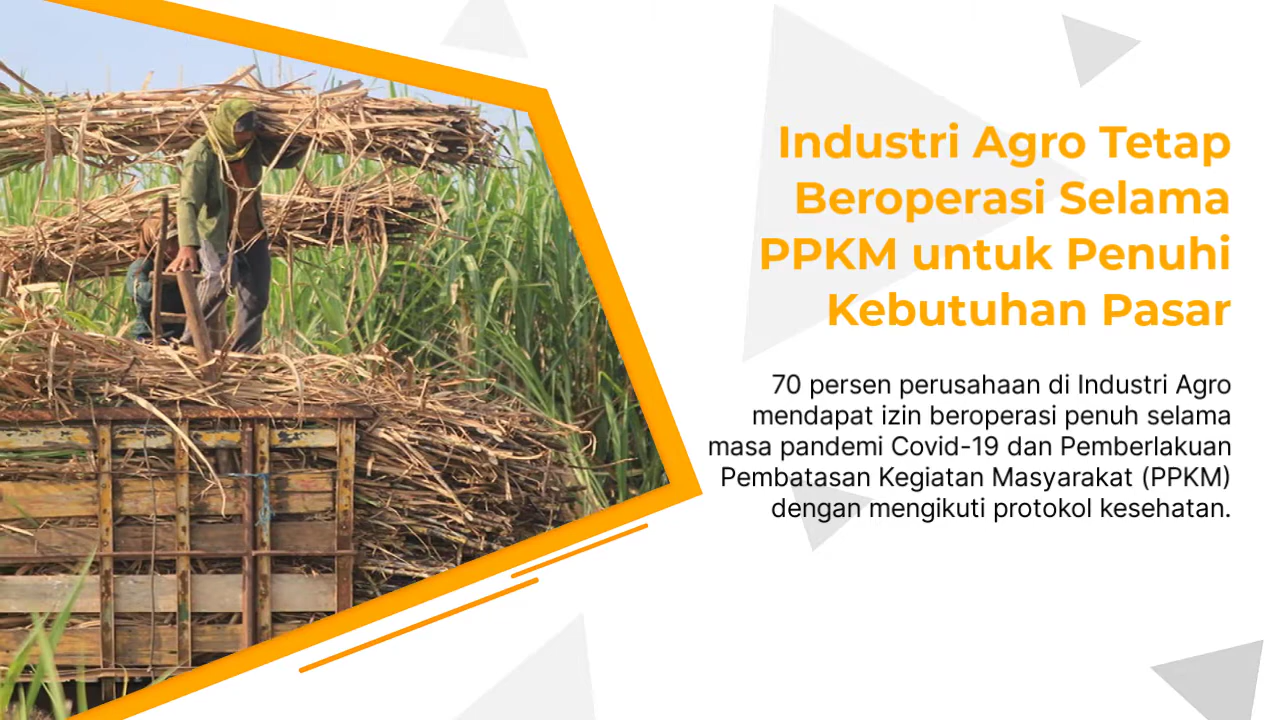 Industri Agro Tetap
Beroperasi Selama
PPKM untuk Penuhi
Kebutuhan Pasar
70 persen perusahaan di Industri Agro
mendapat izin beroperasi penuh selama
masa pandemi Covid-19 dan Pemberlakuan
Pembatasan Kegiatan Masyarakat (PPKM)
dengan mengikuti protokol kesehatan.